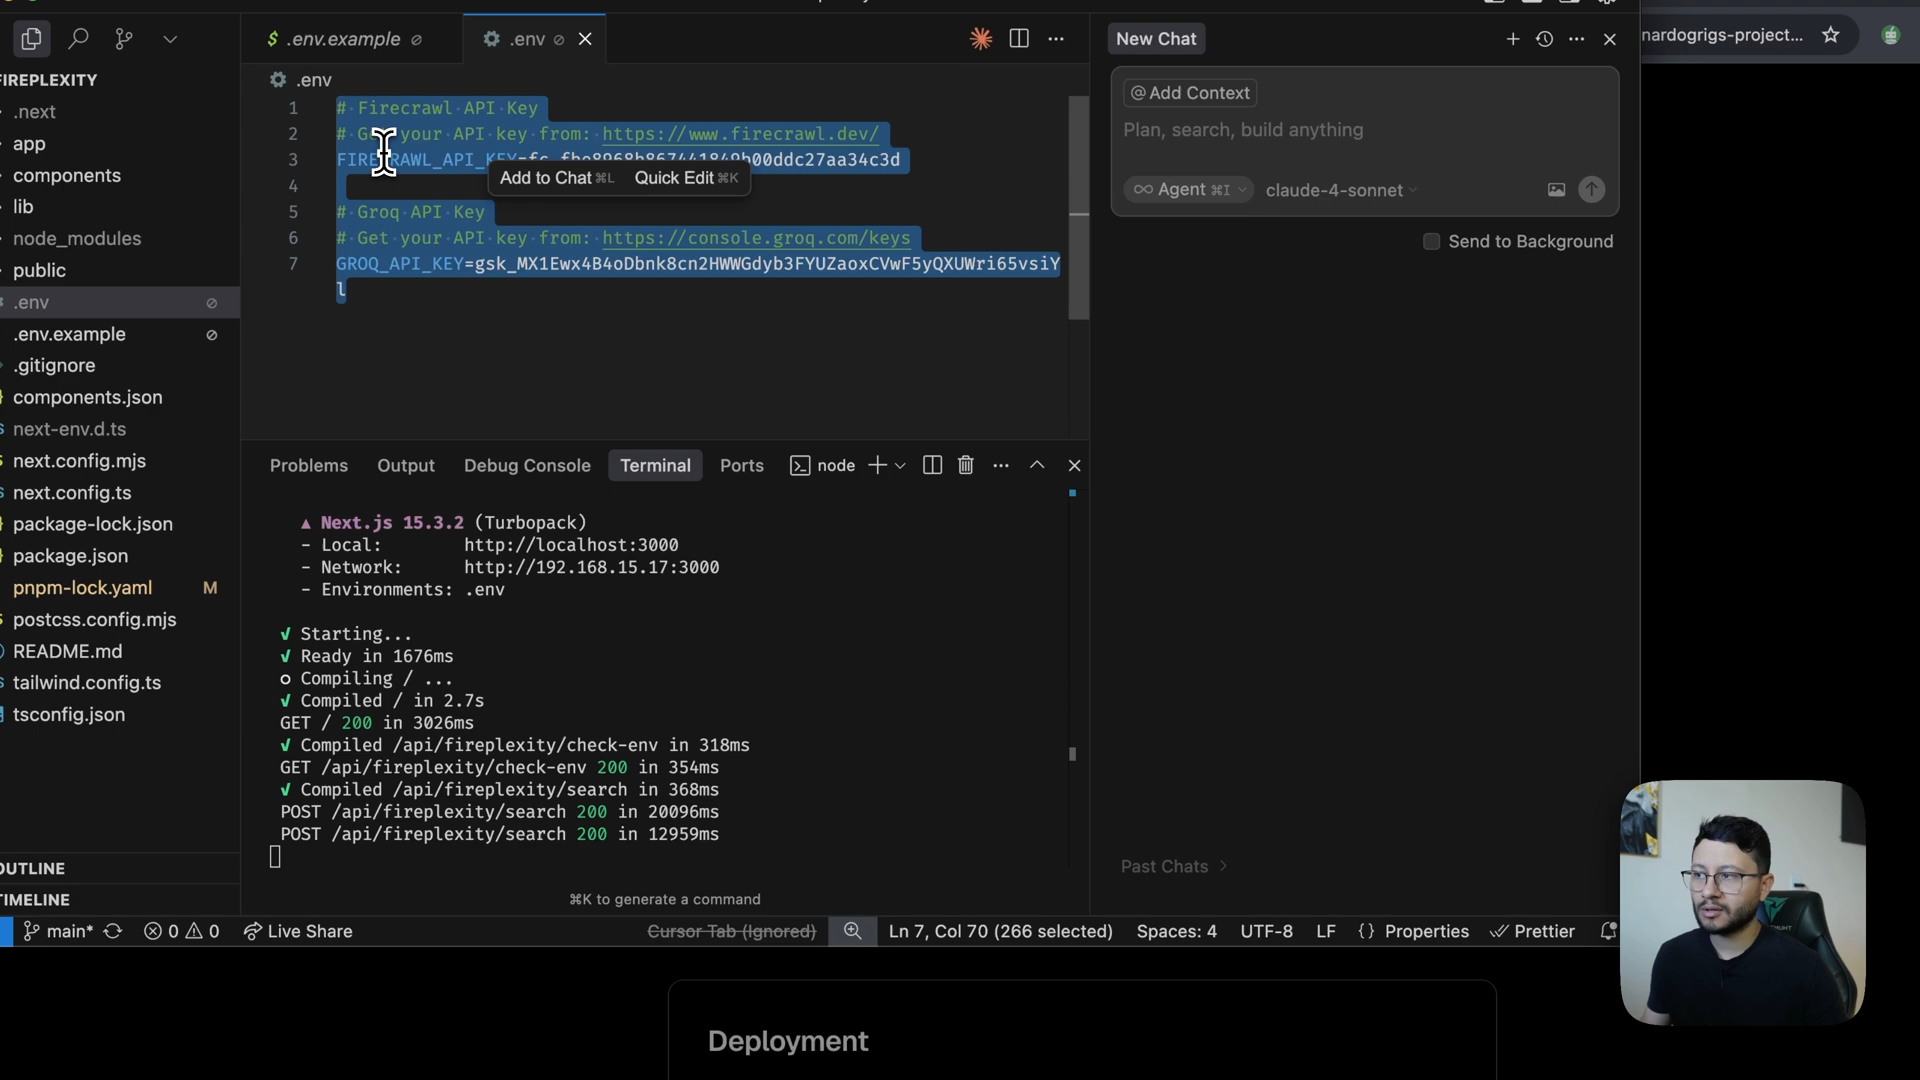 FIREPLEXITY
.next
app
components
lib
node_modules
public
.env
.env.example
.gitignore
components.json
next-env.d.ts
next.config.mjs
next.config.ts
package-lock.json
package.json
pnpm-lock.yaml M
postcss.config.mjs
README.md
tailwind.config.ts
tsconfig.json
OUTLINE
TIMELINE
$ .env.example
.env
.env
1 # Firecrawl API Key
2 # Get your API key from: https://www.firecrawl.dev/
3 FIRECRAWL_API_KEY=
Add to Chat ⌘L Quick Edit ⌘K
4
5 # Groq API Key
6 # Get your API key from: https://console.groq.com/keys
7 GROQ_API_KEY=gsk_MX1Ewx4B4oDbnk8cn2HWWGdyb3FYUZaoxCVwF5yQXUWri65vsiY
l
Problems Output Debug Console Terminal Ports node
▲ Next.js 15.3.2 (Turbopack)
- Local: http://localhost:3000
- Network: http://192.168.15.17:3000
- Environments: .env
✓ Starting...
✓ Ready in 1676ms
○ Compiling / ...
✓ Compiled / in 2.7s
GET / 200 in 3026ms
✓ Compiled /api/fireplexity/check-env in 318ms
GET /api/fireplexity/check-env 200 in 354ms
✓ Compiled /api/fireplexity/search in 368ms
POST /api/fireplexity/search 200 in 20096ms
POST /api/fireplexity/search 200 in 12959ms
⌘K to generate a command
New Chat
@ Add Context
Plan, search, build anything
∞ Agent ⌘I claude-4-sonnet
Send to Background
Past Chats
nardogrigs-project...
main* 0 0 Live Share Cursor Tab (Ignored) Ln 7, Col 70 (266 selected) Spaces: 4 UTF-8 LF {} Properties Prettier
Deployment